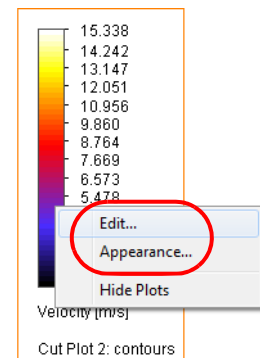 15.338
14.242
13.147
12.051
10.956
9.860
8.764
7.669
6.573
5.478
Edit...
Appearance...
Hide Plots
Velocity [m/s]
Cut Plot 2: contours